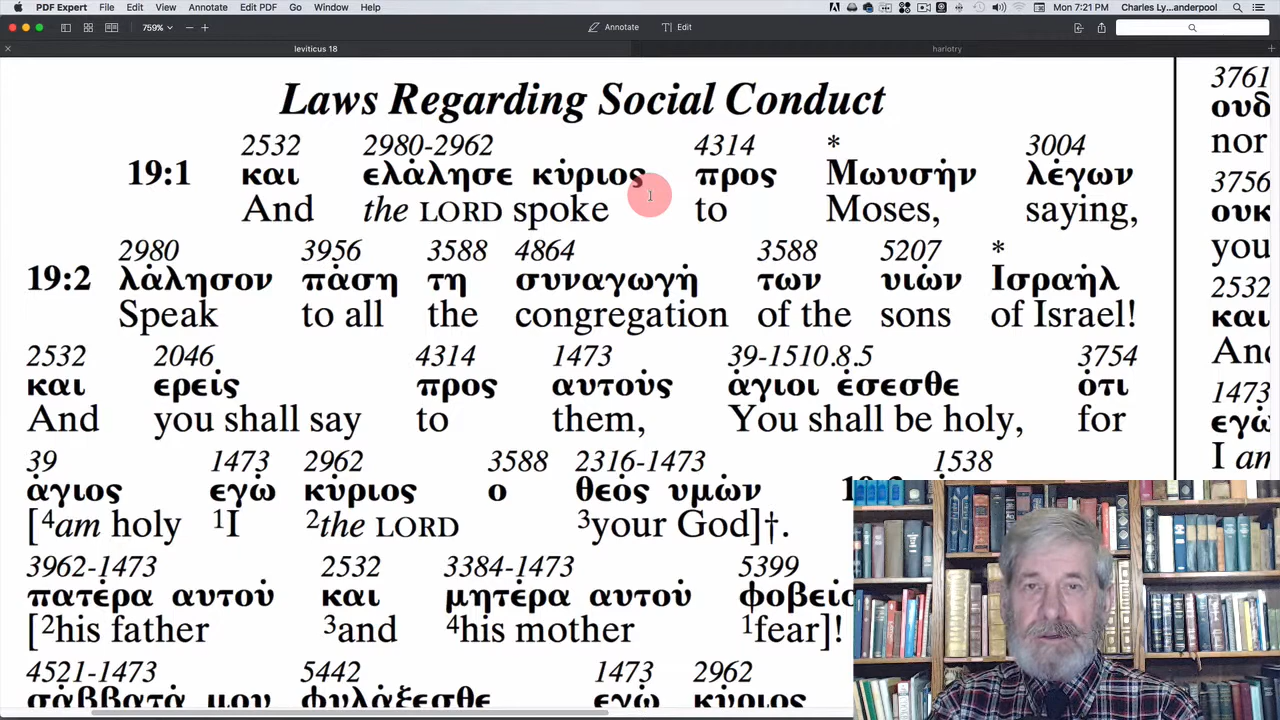 PDF Expert File Edit View Annotate Edit PDF Go Window Help Mon 7:21 PM Charles Ly...anderpool
759% Annotate Edit
leviticus 18 harlotry
Laws Regarding Social Conduct
2532 2980-2962 4314 * 3004
19:1 και ελάλησε κύριος προς Μωυσήν λέγων
And the LORD spoke to Moses, saying,
2980 3956 3588 4864 3588 5207 *
19:2 λάλησον πάση τη συναγωγή των υιών Ισραήλ
Speak to all the congregation of the sons of Israel!
2532 2046 4314 1473 39-1510.8.5 3754
και ερείς προς αυτούς άγιοι έσεσθε ότι
And you shall say to them, You shall be holy, for
39 1473 2962 3588 2316-1473 1538
άγιος εγώ κύριος ο θεός υμών
[4am holy 1I 2the LORD 3your God]†.
3962-1473 2532 3384-1473 5399
πατέρα αυτού και μητέρα αυτού
[2his father 3and 4his mother 1fear]!
4521-1473 5442 1473 2962
σάββατά μου φυλάξεσθε εγώ κύριος
3761
ουδ
nor
3756
ουκ
you
2532
και
And
1473
εγώ
I am